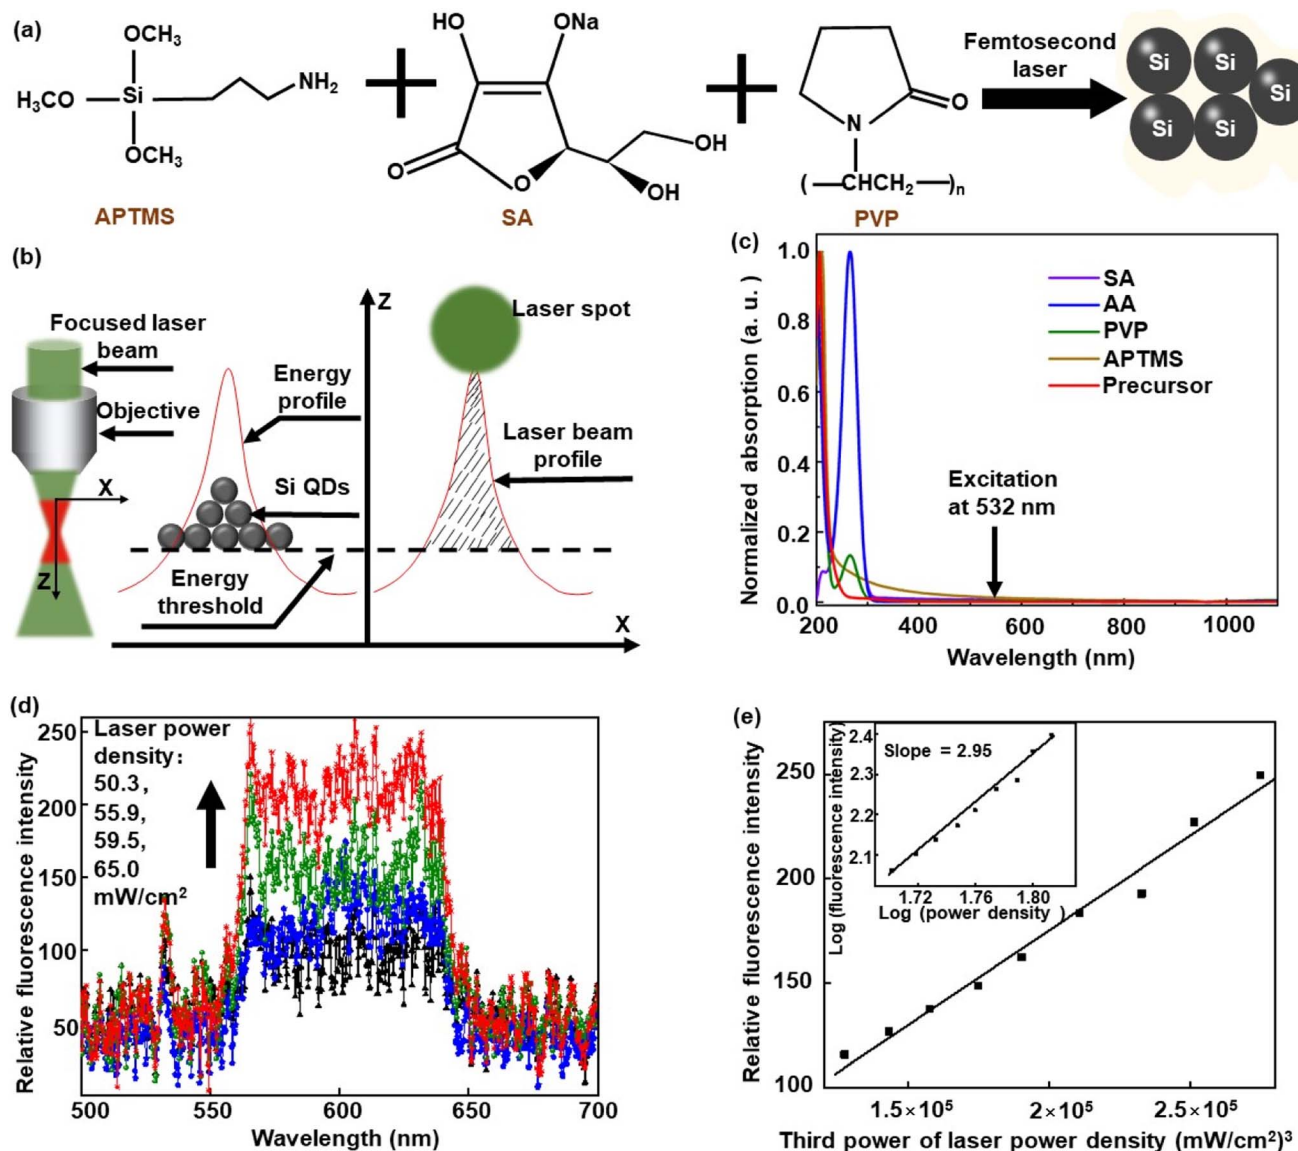 (a)
OCH₃
H₃CO
Si
NH₂
OCH₃
APTMS
HO
ONa
O
O
OH
OH
SA
N
O
( CHCH₂ )n
PVP
Femtosecond
laser
Si
Si
Si
Si
Si
(b)
Focused laser
beam
Objective
X
Z
Energy
profile
Si QDs
Energy
threshold
Z
X
Laser spot
Laser beam
profile
(c)
Normalized absorption (a. u. )
1.0
0.8
0.6
0.4
0.2
0.0
200
400
600
800
1000
Wavelength (nm)
SA
AA
PVP
APTMS
Precursor
Excitation
at 532 nm
(d)
Relative fluorescence intensity
250
200
150
100
50
Laser power
density:
50.3,
55.9,
59.5,
65.0
mW/cm²
500
550
600
650
700
Wavelength (nm)
(e)
Relative fluorescence intensity
250
200
150
100
1.5×10⁵
2×10⁵
2.5×10⁵
Third power of laser power density (mW/cm²)³
Log (fluorescence intensity)
2.4
2.3
2.2
2.1
Slope = 2.95
1.72
1.76
1.80
Log (power density )